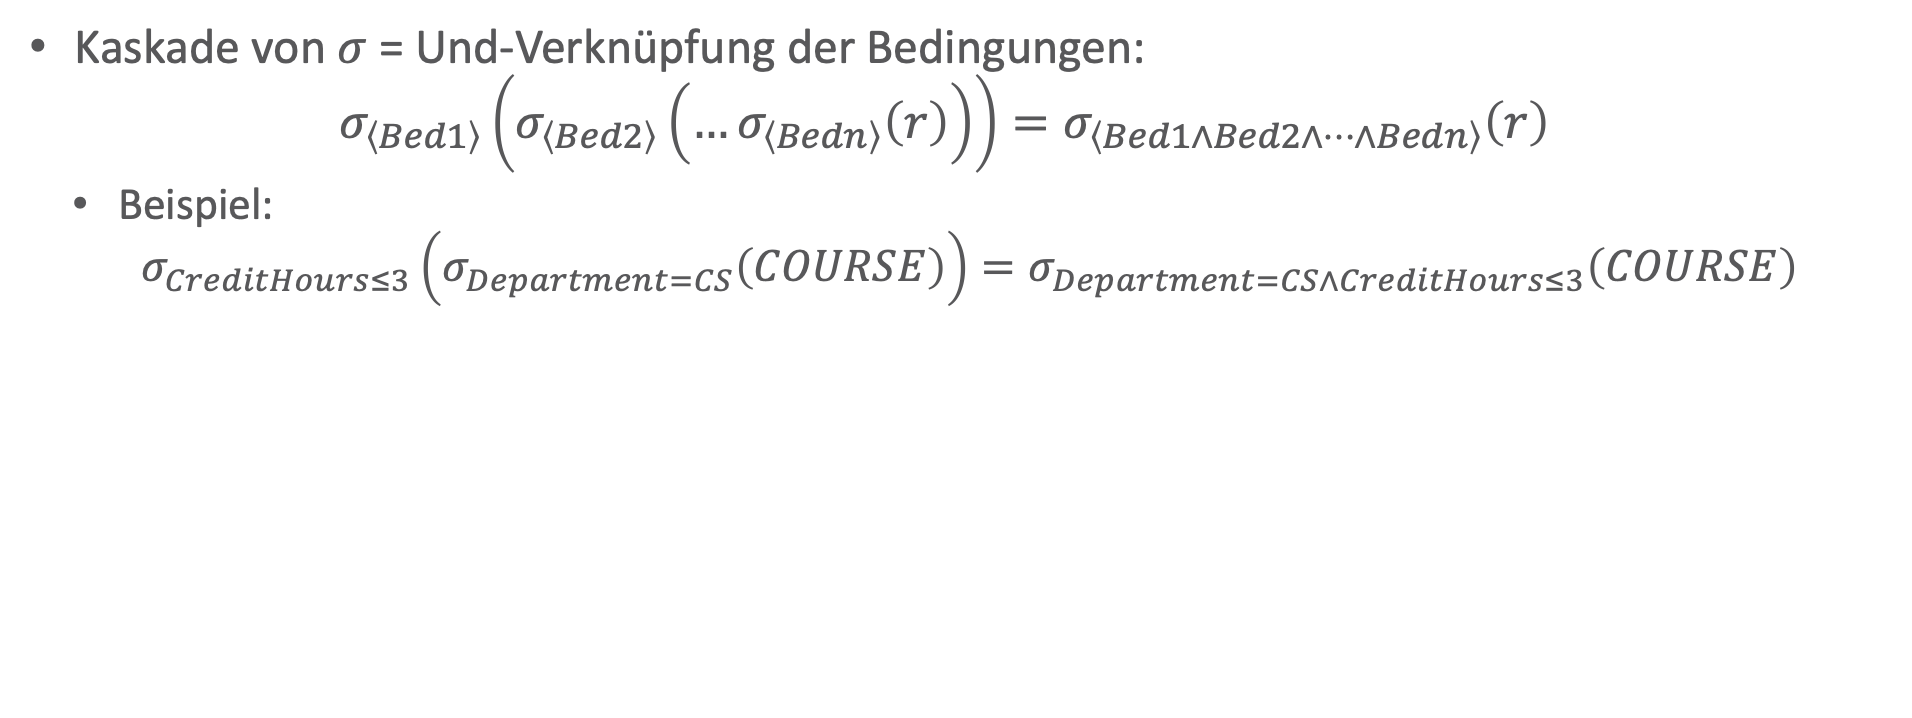 • Kaskade von σ = Und-Verknüpfung der Bedingungen:
σ⟨Bed1⟩(σ⟨Bed2⟩(… σ⟨Bedn⟩(r))) = σ⟨Bed1∧Bed2∧⋯∧Bedn⟩(r)
• Beispiel:
σCreditHours≤3(σDepartment=CS(COURSE)) = σDepartment=CS∧CreditHours≤3(COURSE)